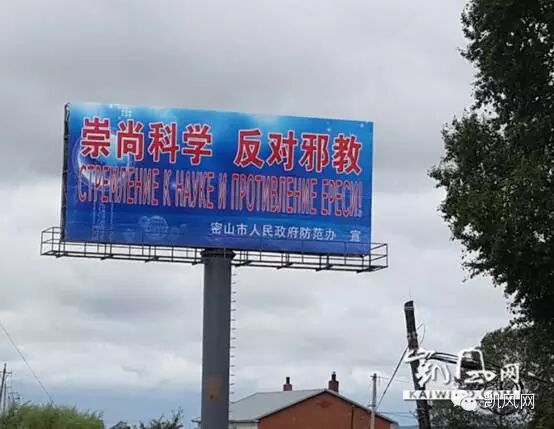 崇尚科学 反对邪教
СТРЕМЛЕНИЕ К НАУКЕ И ПРОТИВЛЕНИЕ ЕРЕСИ!
密山市人民政府防范办 宣
凯风网
KAIWI
凯风网